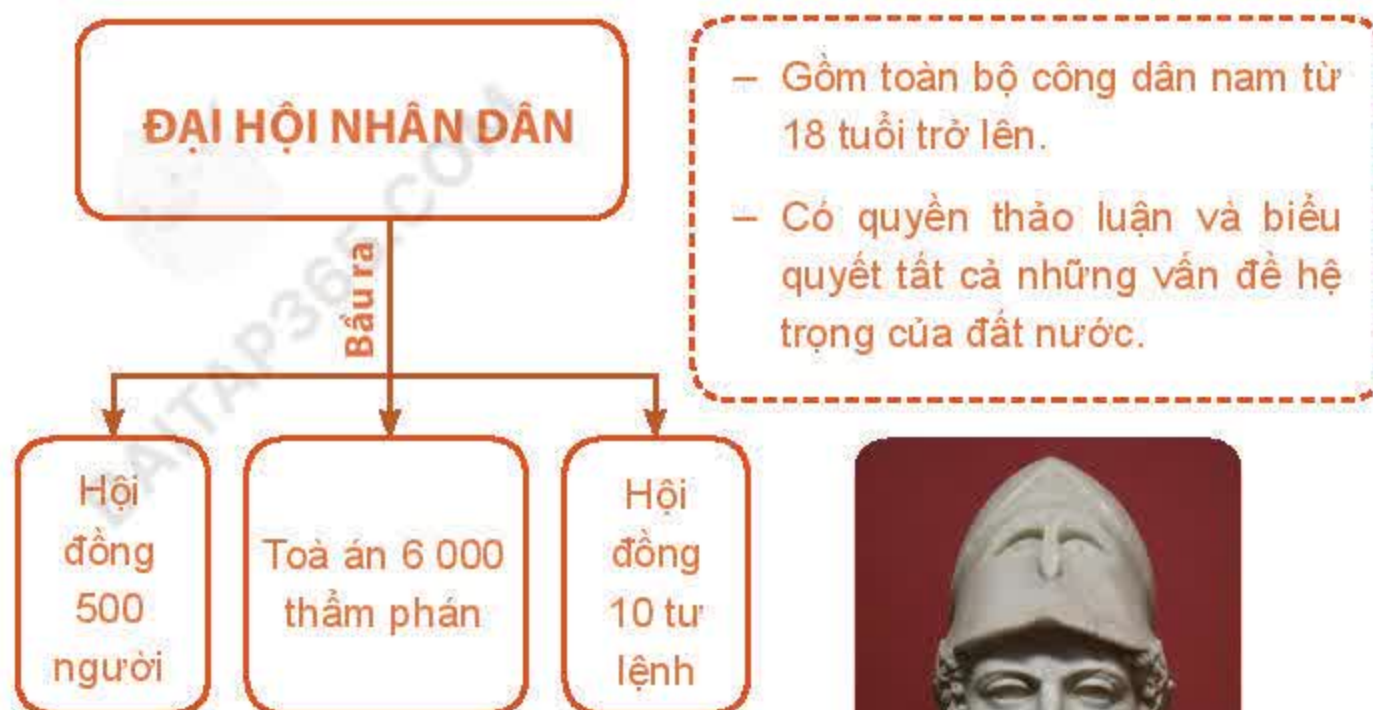 ĐẠI HỘI NHÂN DÂN
– Gồm toàn bộ công dân nam từ
18 tuổi trở lên.
– Có quyền thảo luận và biểu
quyết tất cả những vấn đề hệ
trọng của đất nước.
Bầu ra
Hội
đồng
500
người
Toà án 6 000
thẩm phán
Hội
đồng
10 tư
lệnh
BAITAP365.COM